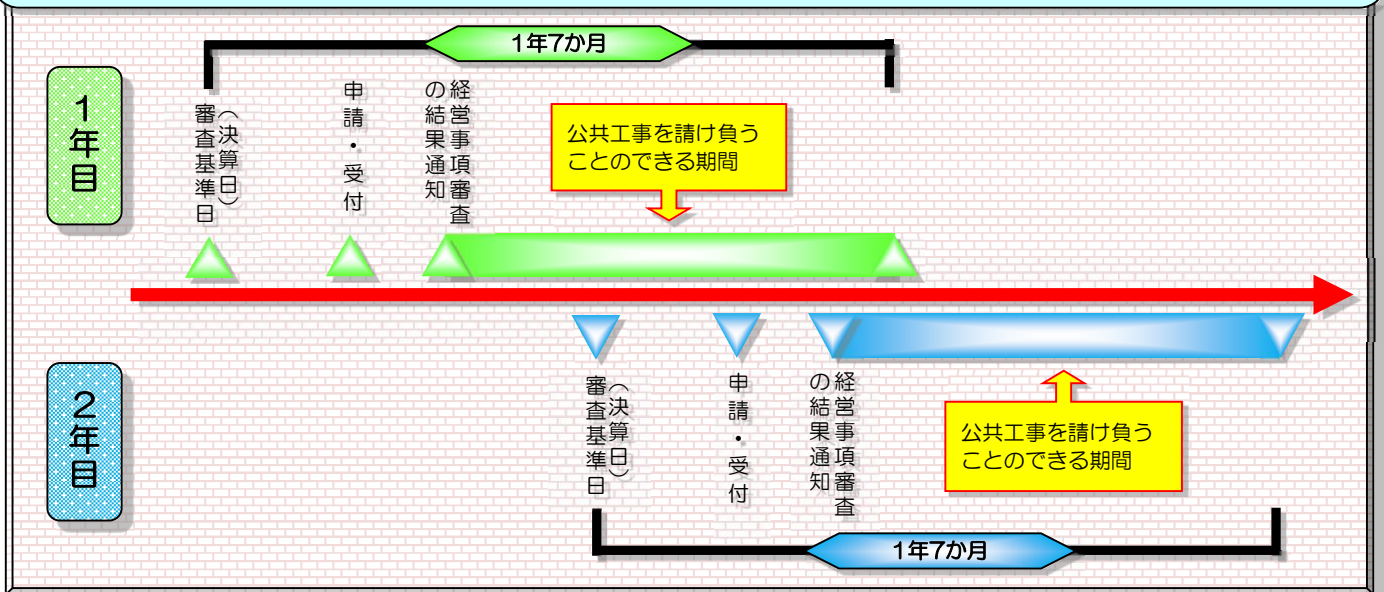 1年7か月
1年目
審査基準日
（決算日）
申請・受付
経営事項審査
の結果通知
公共工事を請け負う
ことのできる期間
2年目
審査基準日
（決算日）
申請・受付
経営事項審査
の結果通知
公共工事を請け負う
ことのできる期間
1年7か月